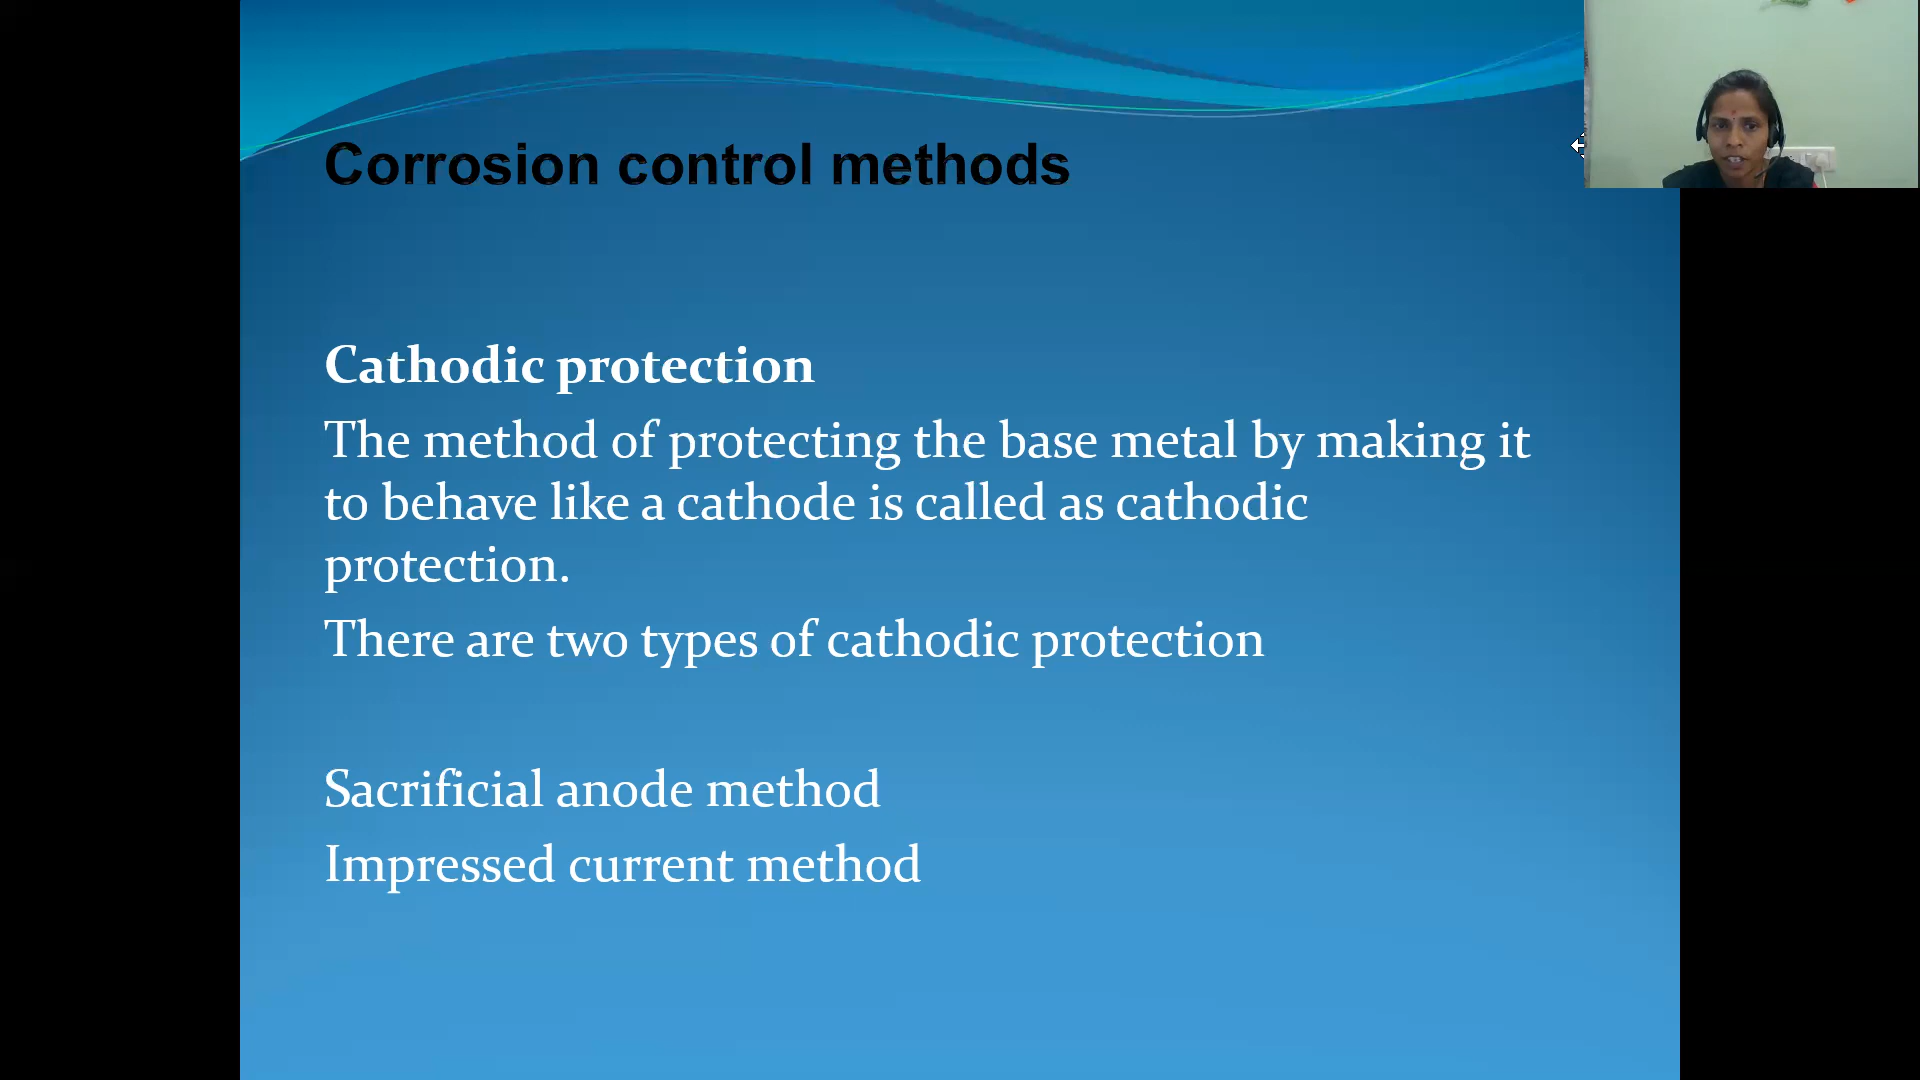 Corrosion control methods
Cathodic protection
The method of protecting the base metal by making it
to behave like a cathode is called as cathodic
protection.
There are two types of cathodic protection
Sacrificial anode method
Impressed current method